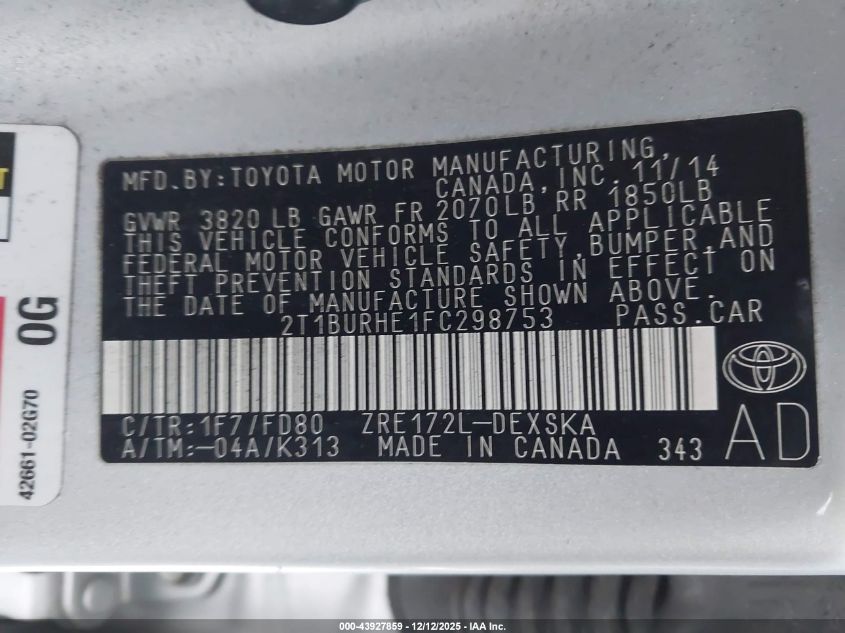 MFD.BY:TOYOTA MOTOR MANUFACTURING,
CANADA,INC. 11/14
GVWR 3820 LB GAWR FR 2070LB RR 1850LB
THIS VEHICLE CONFORMS TO ALL APPLICABLE
FEDERAL MOTOR VEHICLE SAFETY,BUMPER,AND
THEFT PREVENTION STANDARDS IN EFFECT ON
THE DATE OF MANUFACTURE SHOWN ABOVE.
2T1BURHE1FC298753 PASS.CAR
C/TR:1F7/FD80 ZRE172L-DEXSKA
A/TM:-04A/K313 MADE IN CANADA 343
AD
0G
42661-02G70
000-43927859 - 12/12/2025 - IAA Inc.